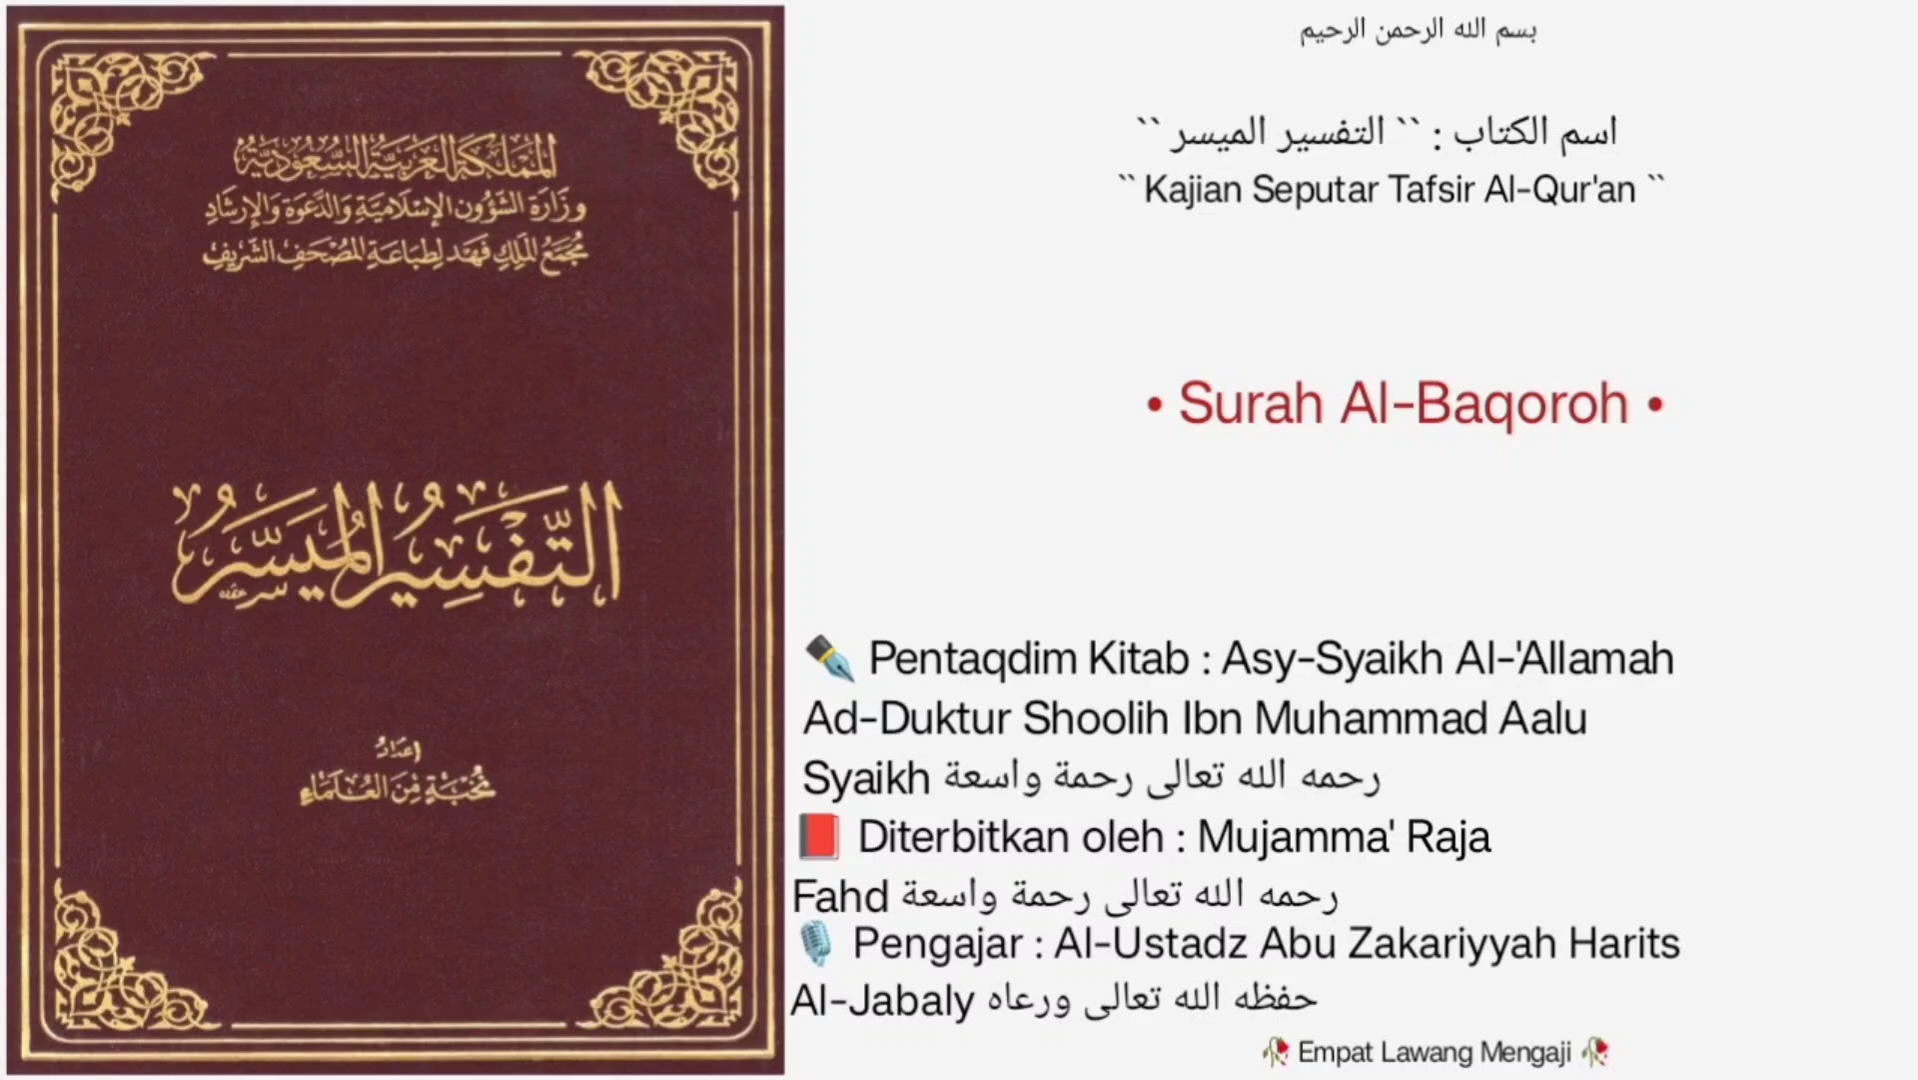 المملكة العربية السعودية
وزارة الشؤون الإسلامية والدعوة والإرشاد
مجمع الملك فهد لطباعة المصحف الشريف
التفسير الميسر
إعداد
نخبة من العلماء
بسم الله الرحمن الرحيم
اسم الكتاب : `` التفسير الميسر ``
`` Kajian Seputar Tafsir Al-Qur'an ``
• Surah Al-Baqoroh •
✒️ Pentaqdim Kitab : Asy-Syaikh Al-'Allamah
Ad-Duktur Shoolih Ibn Muhammad Aalu
Syaikh رحمه الله تعالى رحمة واسعة
📕 Diterbitkan oleh : Mujamma' Raja
Fahd رحمه الله تعالى رحمة واسعة
🎙️ Pengajar : Al-Ustadz Abu Zakariyyah Harits
Al-Jabaly حفظه الله تعالى ورعاه
🥀 Empat Lawang Mengaji 🥀